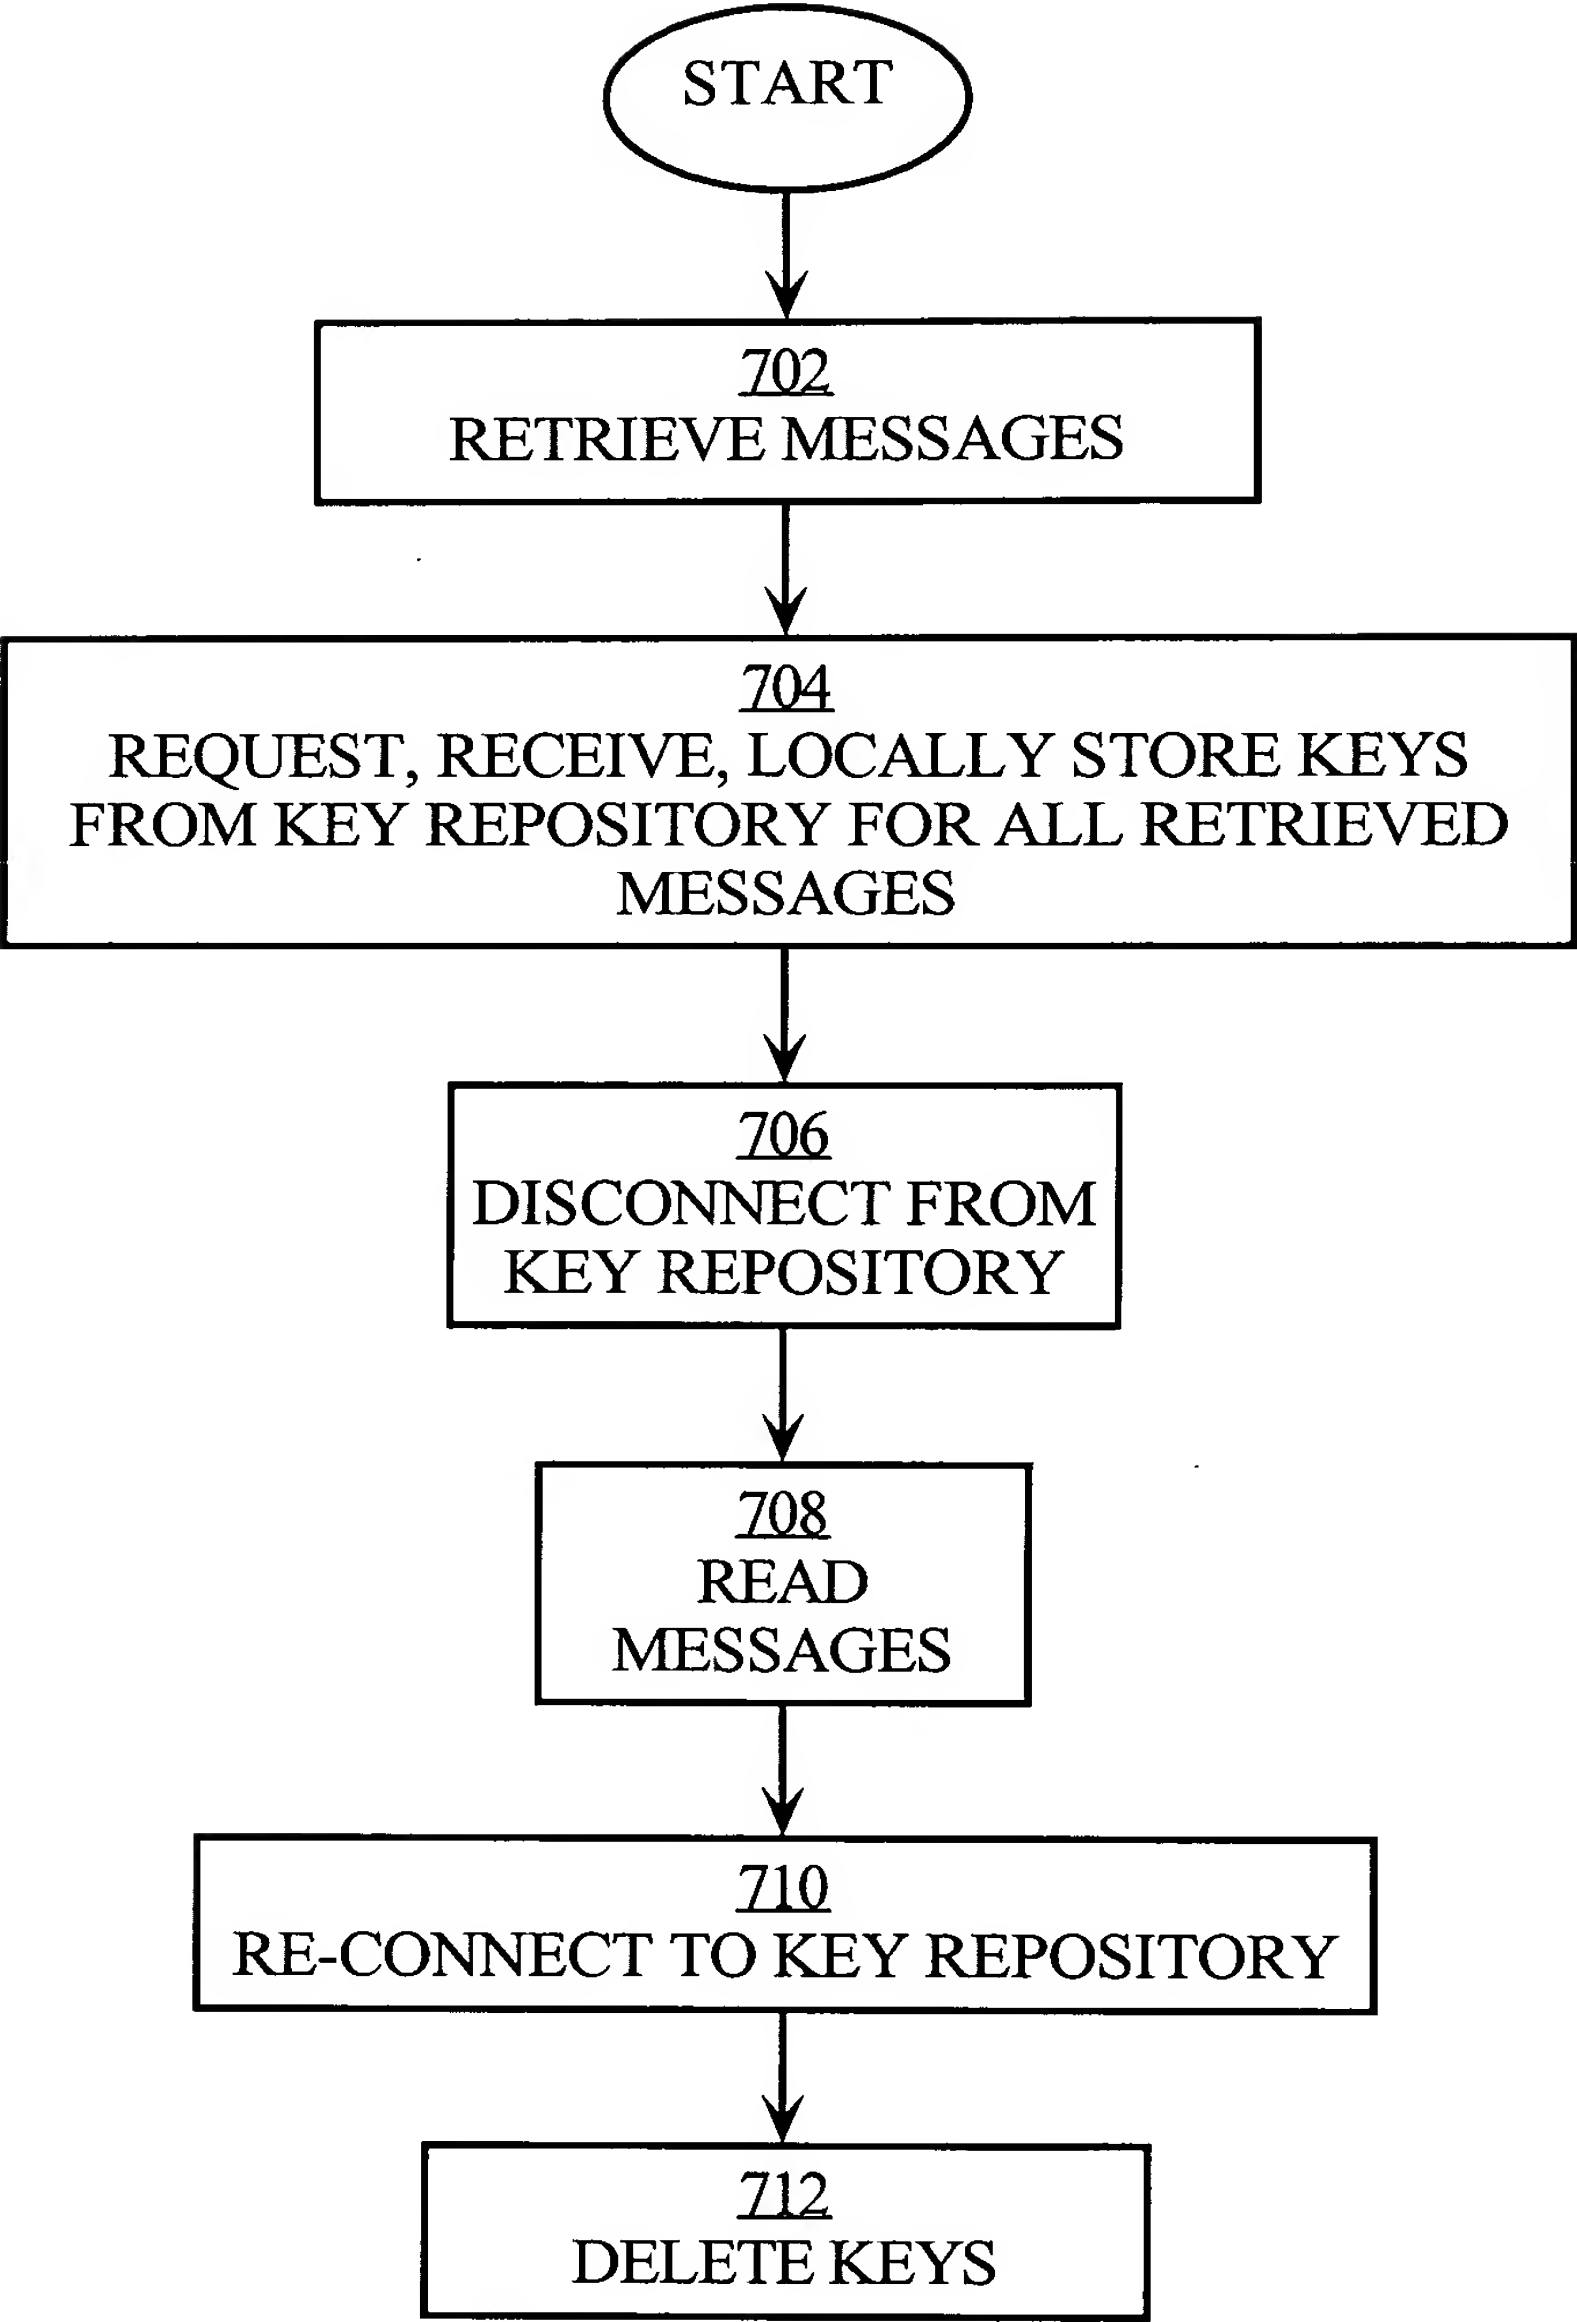 START
702
RETRIEVE MESSAGES
704
REQUEST, RECEIVE, LOCALLY STORE KEYS
FROM KEY REPOSITORY FOR ALL RETRIEVED
MESSAGES
706
DISCONNECT FROM
KEY REPOSITORY
708
READ
MESSAGES
710
RE-CONNECT TO KEY REPOSITORY
712
DELETE KEYS